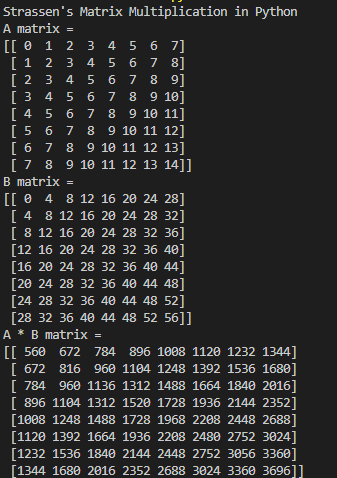 Strassen's Matrix Multiplication in Python
A matrix =
[[ 0  1  2  3  4  5  6  7]
 [ 1  2  3  4  5  6  7  8]
 [ 2  3  4  5  6  7  8  9]
 [ 3  4  5  6  7  8  9 10]
 [ 4  5  6  7  8  9 10 11]
 [ 5  6  7  8  9 10 11 12]
 [ 6  7  8  9 10 11 12 13]
 [ 7  8  9 10 11 12 13 14]]
B matrix =
[[ 0  4  8 12 16 20 24 28]
 [ 4  8 12 16 20 24 28 32]
 [ 8 12 16 20 24 28 32 36]
 [12 16 20 24 28 32 36 40]
 [16 20 24 28 32 36 40 44]
 [20 24 28 32 36 40 44 48]
 [24 28 32 36 40 44 48 52]
 [28 32 36 40 44 48 52 56]]
A * B matrix =
[[ 560  672  784  896 1008 1120 1232 1344]
 [ 672  816  960 1104 1248 1392 1536 1680]
 [ 784  960 1136 1312 1488 1664 1840 2016]
 [ 896 1104 1312 1520 1728 1936 2144 2352]
 [1008 1248 1488 1728 1968 2208 2448 2688]
 [1120 1392 1664 1936 2208 2480 2752 3024]
 [1232 1536 1840 2144 2448 2752 3056 3360]
 [1344 1680 2016 2352 2688 3024 3360 3696]]